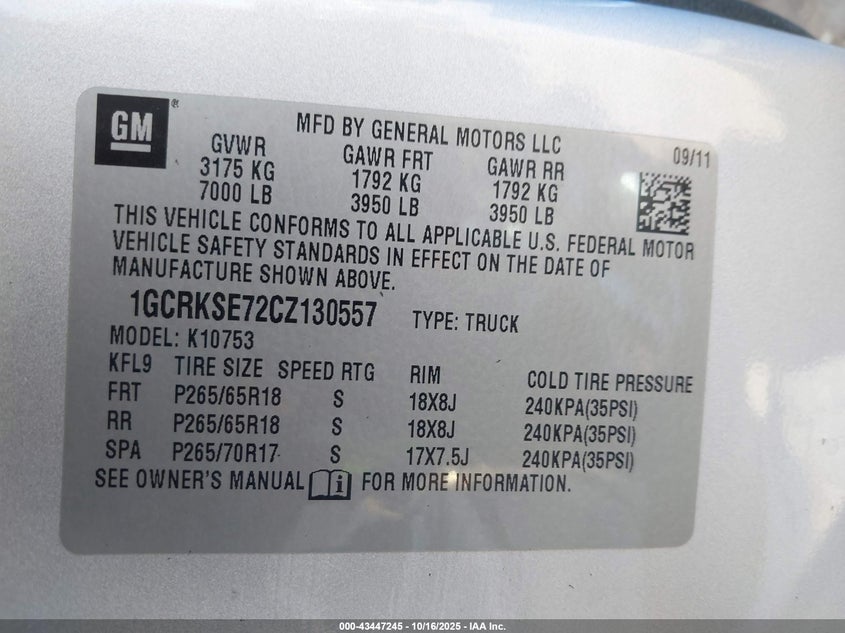 GM ®
MFD BY GENERAL MOTORS LLC 09/11
GVWR GAWR FRT GAWR RR
3175 KG 1792 KG 1792 KG
7000 LB 3950 LB 3950 LB
THIS VEHICLE CONFORMS TO ALL APPLICABLE U.S. FEDERAL MOTOR
VEHICLE SAFETY STANDARDS IN EFFECT ON THE DATE OF
MANUFACTURE SHOWN ABOVE.
1GCRKSE72CZ130557 TYPE: TRUCK
MODEL: K10753
KFL9 TIRE SIZE SPEED RTG RIM COLD TIRE PRESSURE
FRT P265/65R18 S 18X8J 240KPA(35PSI)
RR P265/65R18 S 18X8J 240KPA(35PSI)
SPA P265/70R17 S 17X7.5J 240KPA(35PSI)
SEE OWNER'S MANUAL i FOR MORE INFORMATION.
000-43447245 - 10/16/2025 - IAA Inc.